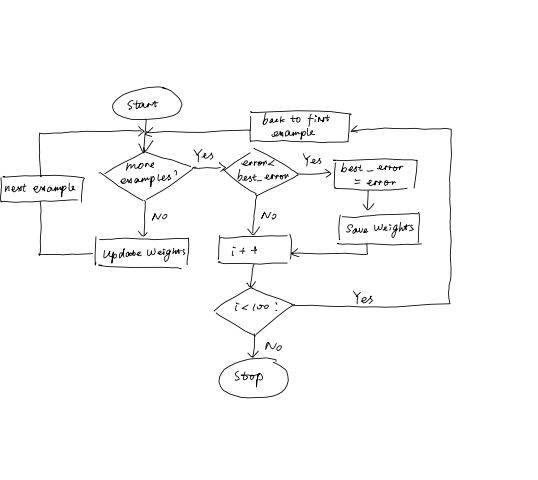 Start
back to first
example
more
examples?
Yes
error<
best_error
Yes
best_error
= error
next example
No
No
Save Weights
Update Weights
i++
i<100?
Yes
No
Stop